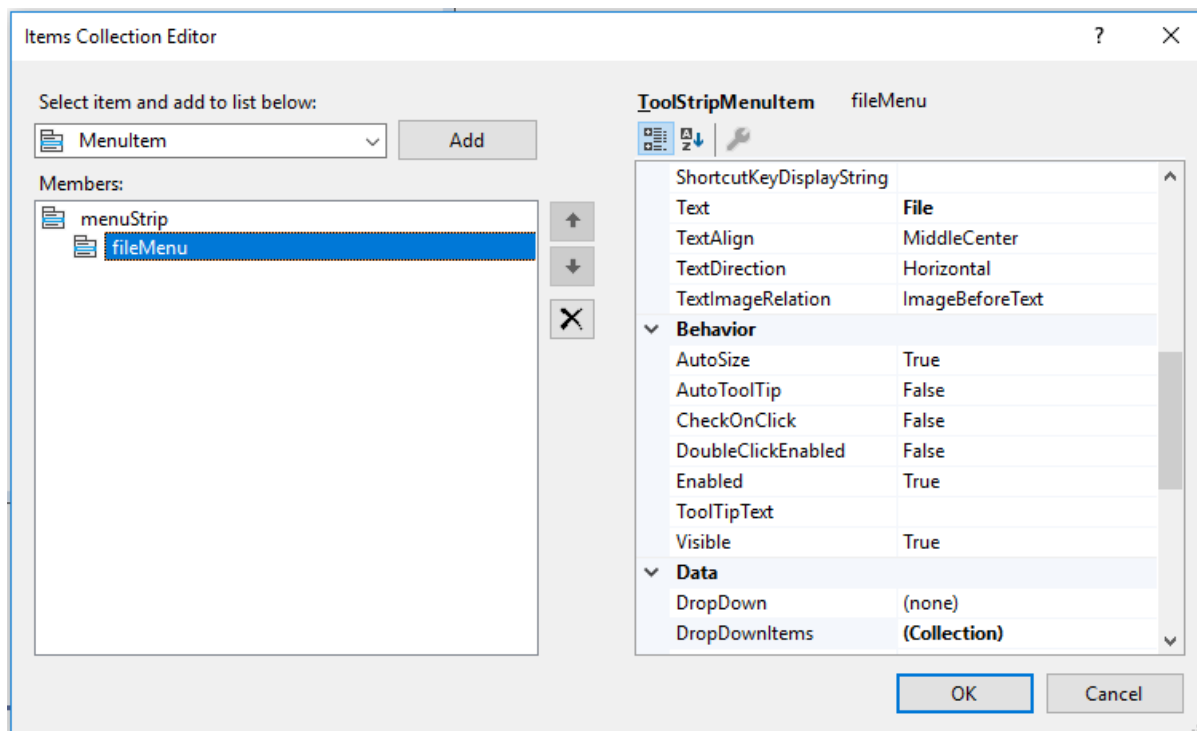 Items Collection Editor
?
Select item and add to list below:
MenuItem
Add
Members:
menuStrip
fileMenu
ToolStripMenuItem fileMenu
ShortcutKeyDisplayString
Text File
TextAlign MiddleCenter
TextDirection Horizontal
TextImageRelation ImageBeforeText
Behavior
AutoSize True
AutoToolTip False
CheckOnClick False
DoubleClickEnabled False
Enabled True
ToolTipText
Visible True
Data
DropDown (none)
DropDownItems (Collection)
OK
Cancel